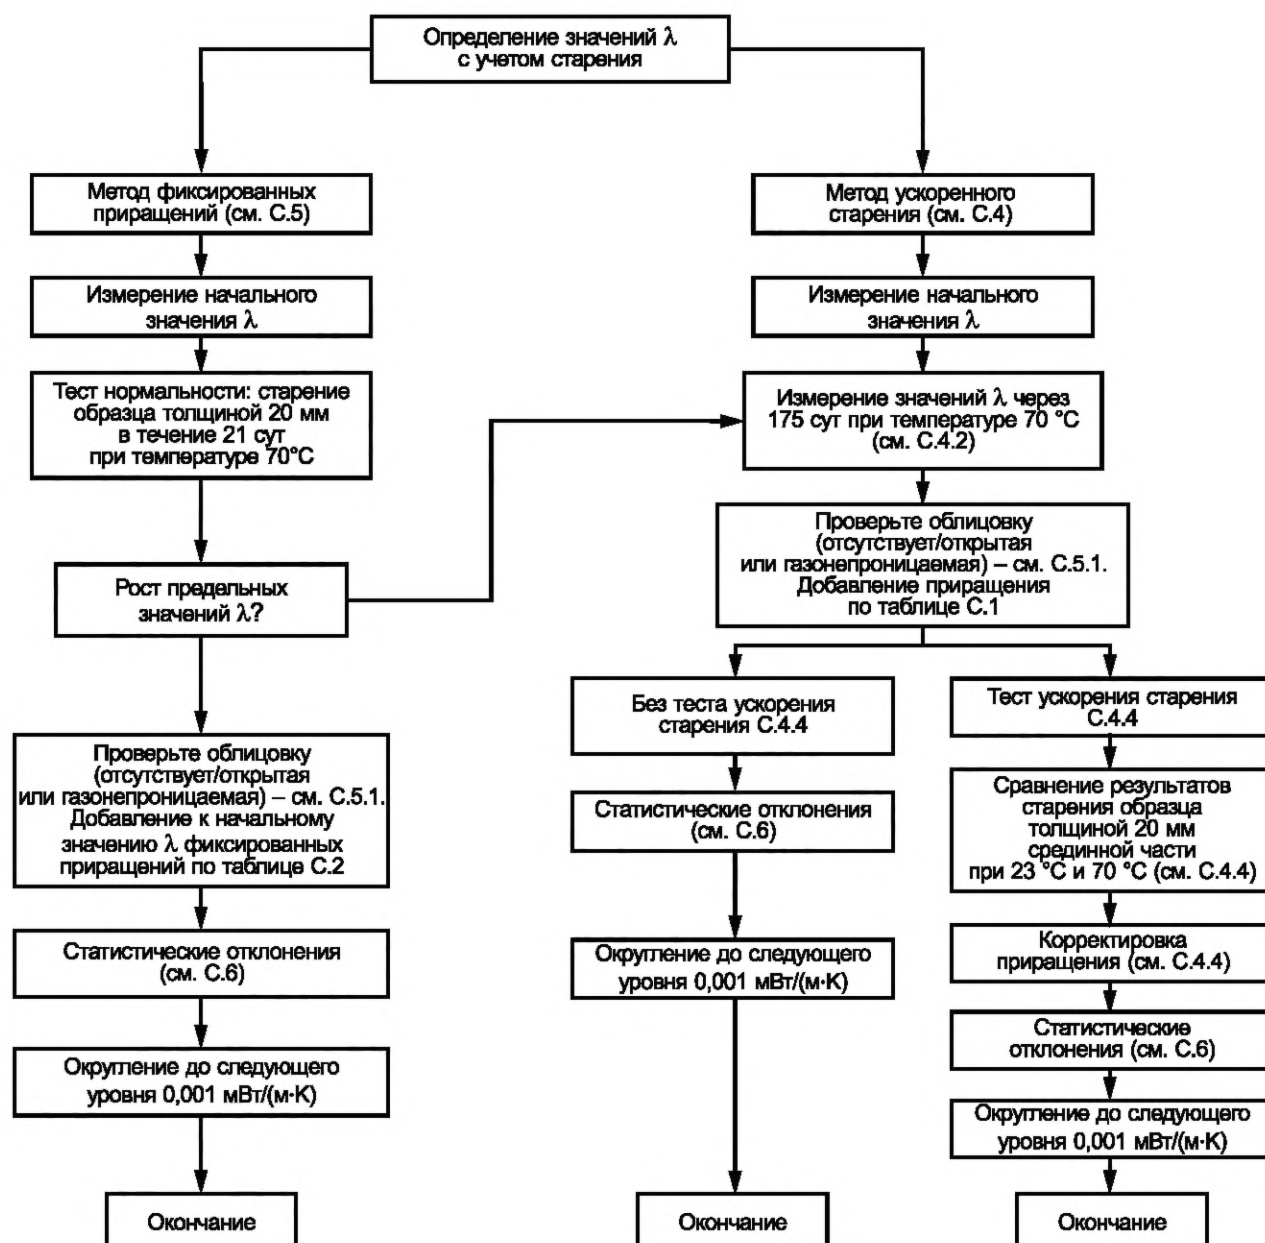 Определение значений λ
с учетом старения
Метод фиксированных
приращений (см. С.5)
Измерение начального
значения λ
Тест нормальности: старение
образца толщиной 20 мм
в течение 21 сут
при температуре 70°С
Рост предельных
значений λ?
Проверьте облицовку
(отсутствует/открытая
или газонепроницаемая) – см. С.5.1.
Добавление к начальному
значению λ фиксированных
приращений по таблице С.2
Статистические отклонения
(см. С.6)
Округление до следующего
уровня 0,001 мВт/(м·К)
Окончание
Метод ускоренного
старения (см. С.4)
Измерение начального
значения λ
Измерение значений λ через
175 сут при температуре 70 °С
(см. С.4.2)
Проверьте облицовку
(отсутствует/открытая
или газонепроницаемая) – см. С.5.1.
Добавление приращения
по таблице С.1
Без теста ускорения
старения С.4.4
Статистические отклонения
(см. С.6)
Округление до следующего
уровня 0,001 мВт/(м·К)
Окончание
Тест ускорения старения
С.4.4
Сравнение результатов
старения образца
толщиной 20 мм
срединной части
при 23 °С и 70 °С (см. С.4.4)
Корректировка
приращения (см. С.4.4)
Статистические
отклонения (см. С.6)
Округление до следующего
уровня 0,001 мВт/(м·К)
Окончание